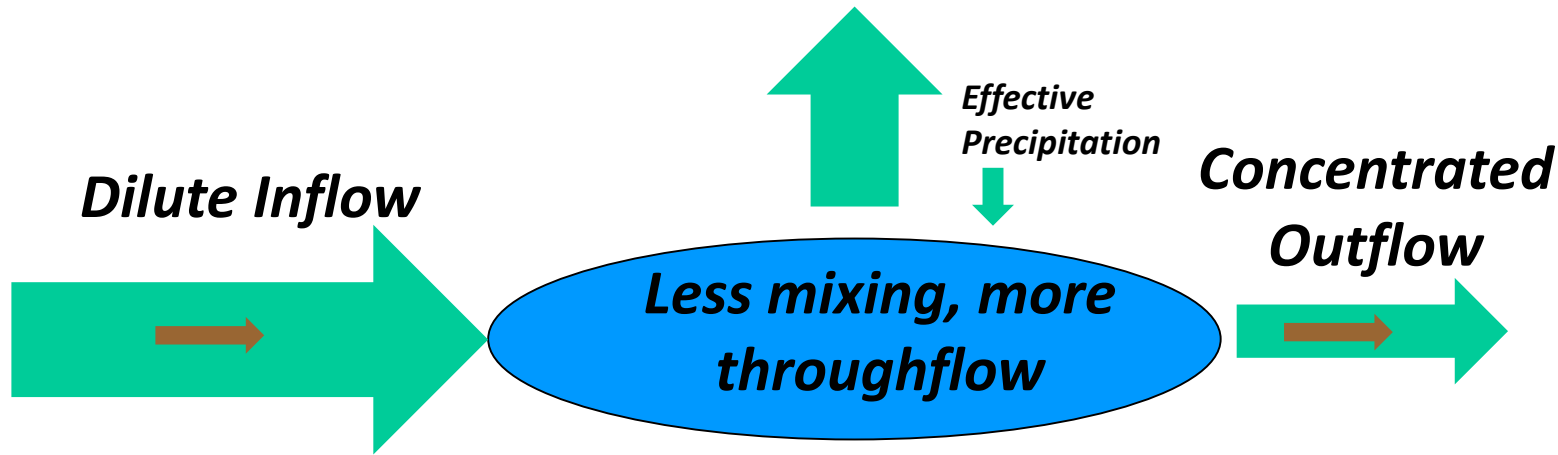 Dilute Inflow
Effective
Precipitation
Concentrated
Outflow
Less mixing, more
throughflow